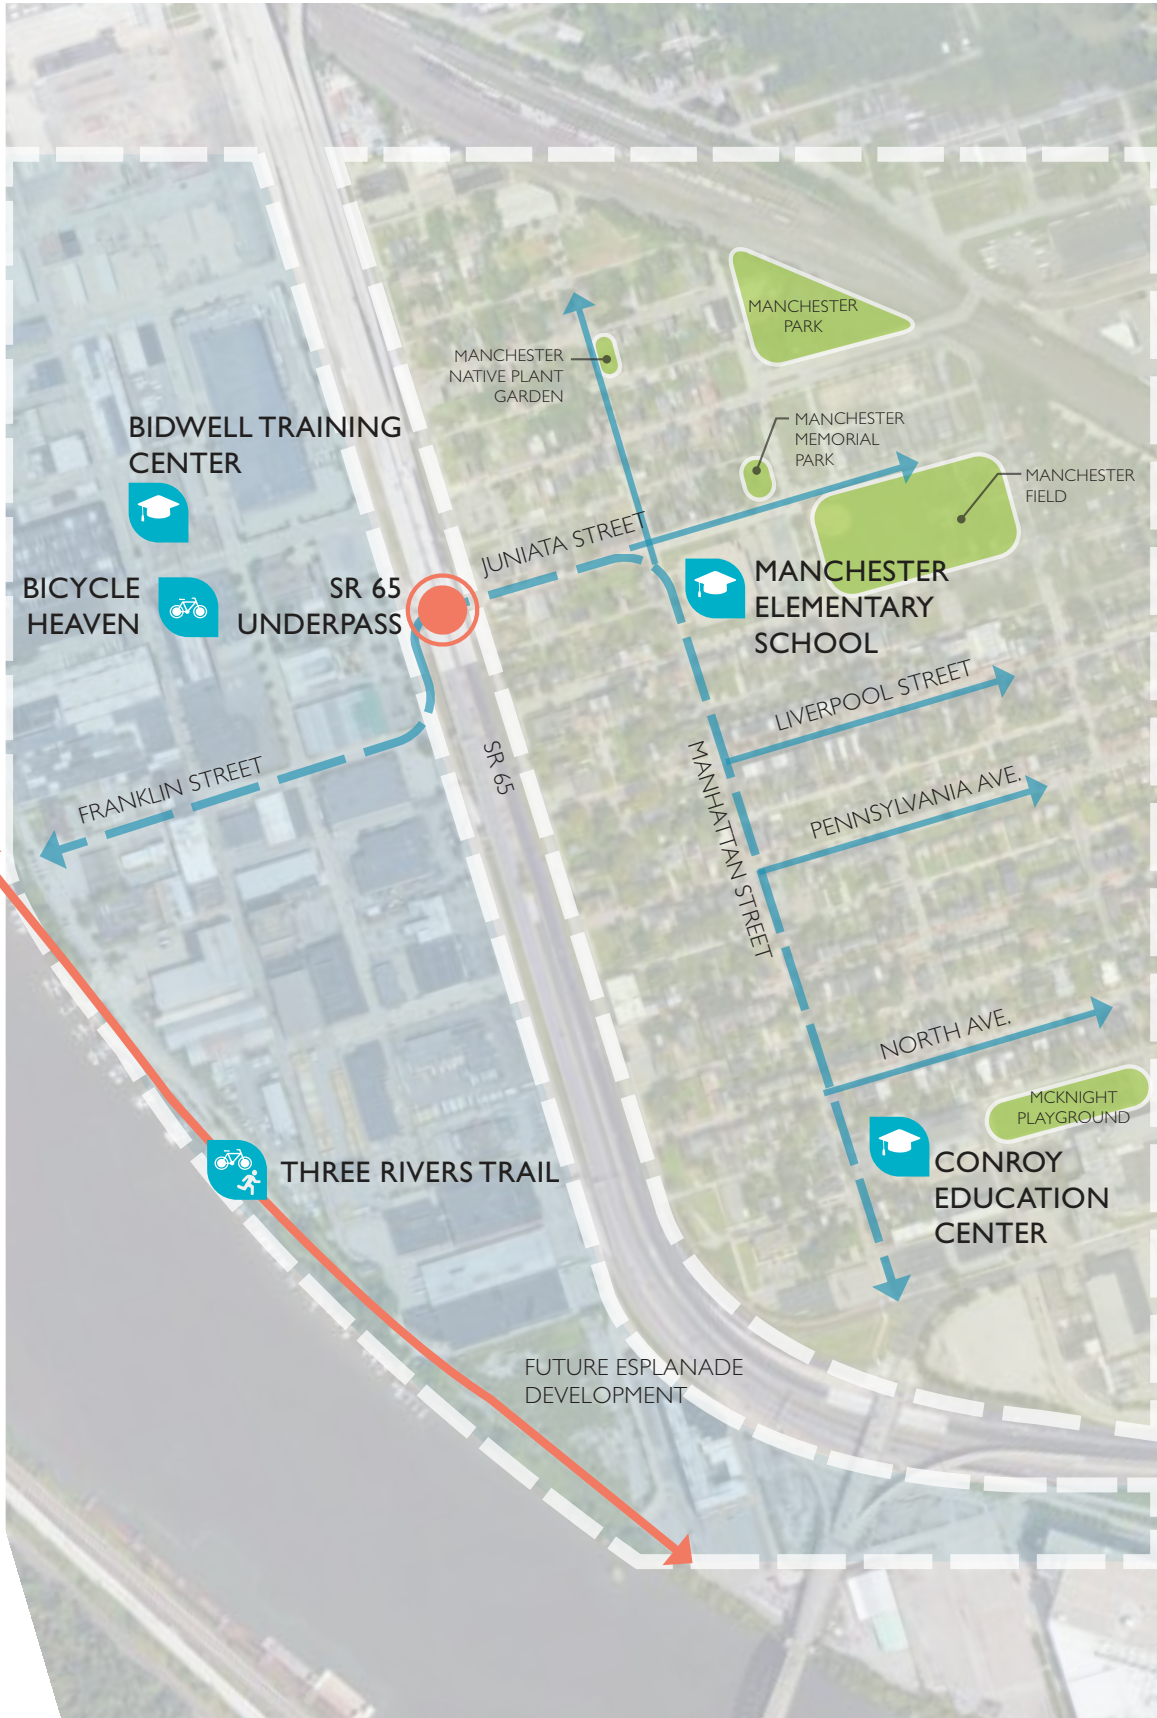 MANCHESTER
PARK
MANCHESTER
NATIVE PLANT
GARDEN
BIDWELL TRAINING
CENTER
MANCHESTER
MEMORIAL
PARK
MANCHESTER
FIELD
JUNIATA STREET
BICYCLE
HEAVEN
SR 65
UNDERPASS
MANCHESTER
ELEMENTARY
SCHOOL
LIVERPOOL STREET
SR 65
FRANKLIN STREET
MANHATTAN STREET
PENNSYLVANIA AVE.
NORTH AVE.
MCKNIGHT
PLAYGROUND
THREE RIVERS TRAIL
CONROY
EDUCATION
CENTER
FUTURE ESPLANADE
DEVELOPMENT